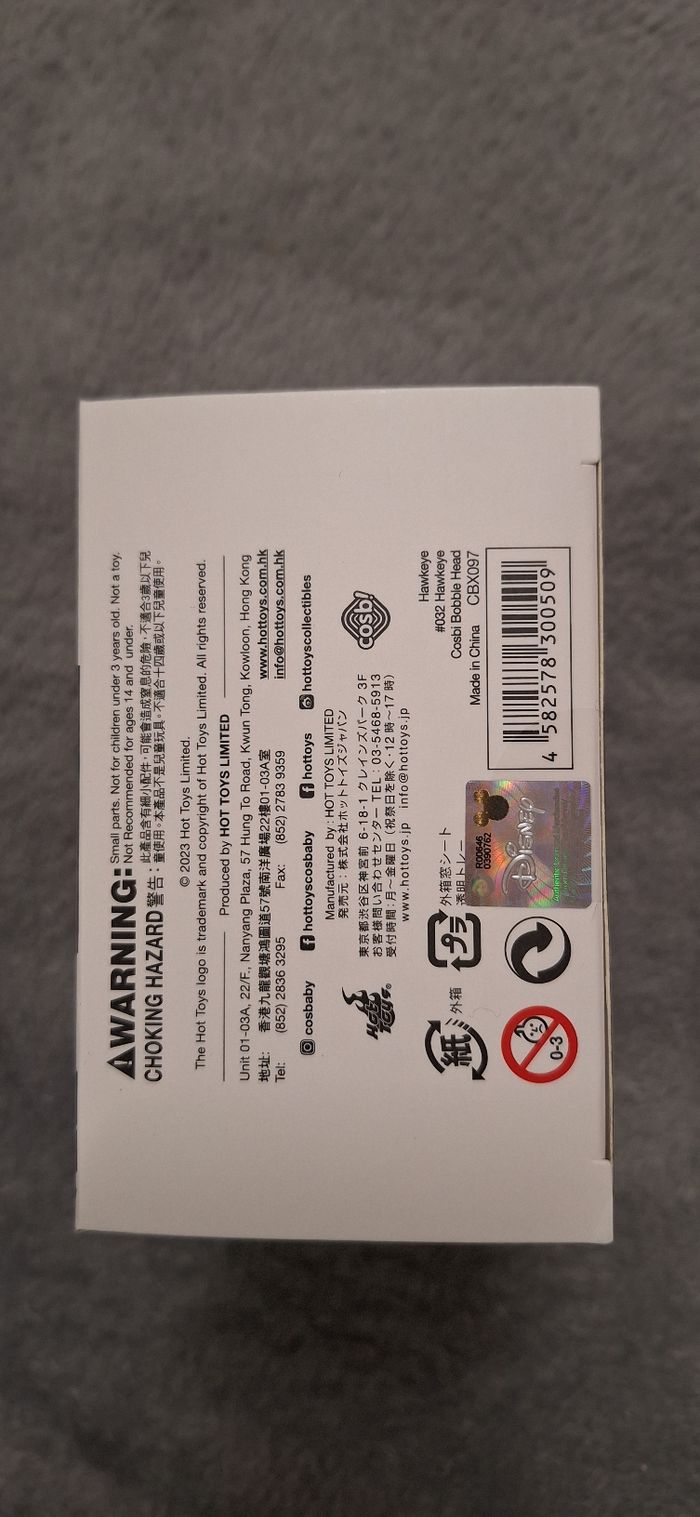 WARNING: Small parts. Not for children under 3 years old. Not a toy.
Not Recommended for ages 14 and under.
CHOKING HAZARD 警告： 此產品含有細小配件，可能會造成窒息的危險，不適合3歲以下兒
童使用。本產品不是兒童玩具。不適合十四歲或以下兒童使用。
© 2023 Hot Toys Limited.
The Hot Toys logo is trademark and copyright of Hot Toys Limited. All rights reserved.
Produced by HOT TOYS LIMITED
Unit 01-03A, 22/F., Nanyang Plaza, 57 Hung To Road, Kwun Tong, Kowloon, Hong Kong
地址: 香港九龍觀塘鴻圖道57號南洋廣場22樓01-03A室 www.hottoys.com.hk
Tel: (852) 2836 3295 Fax: (852) 2783 9359 info@hottoys.com.hk
cosbaby hottoyscosbaby hottoys hottoyscollectibles
Hot Toys®
Manufactured by : HOT TOYS LIMITED
発売元 : 株式会社ホットトイズジャパン
東京都渋谷区神宮前 6-18-1 クレインズパーク 3F
お客様問い合わせセンター TEL : 03-5468-5913
受付時間 : 月～金曜日 (祝祭日を除く・12 時～17 時)
www.hottoys.jp info@hottoys.jp
cosbi
紙 外箱
プラ 外箱窓シート
透明トレー
Hawkeye
#032 Hawkeye
Cosbi Bobble Head
Made in China CBX097
0-3
RD0646
0390762
Disney
4 582578 300509